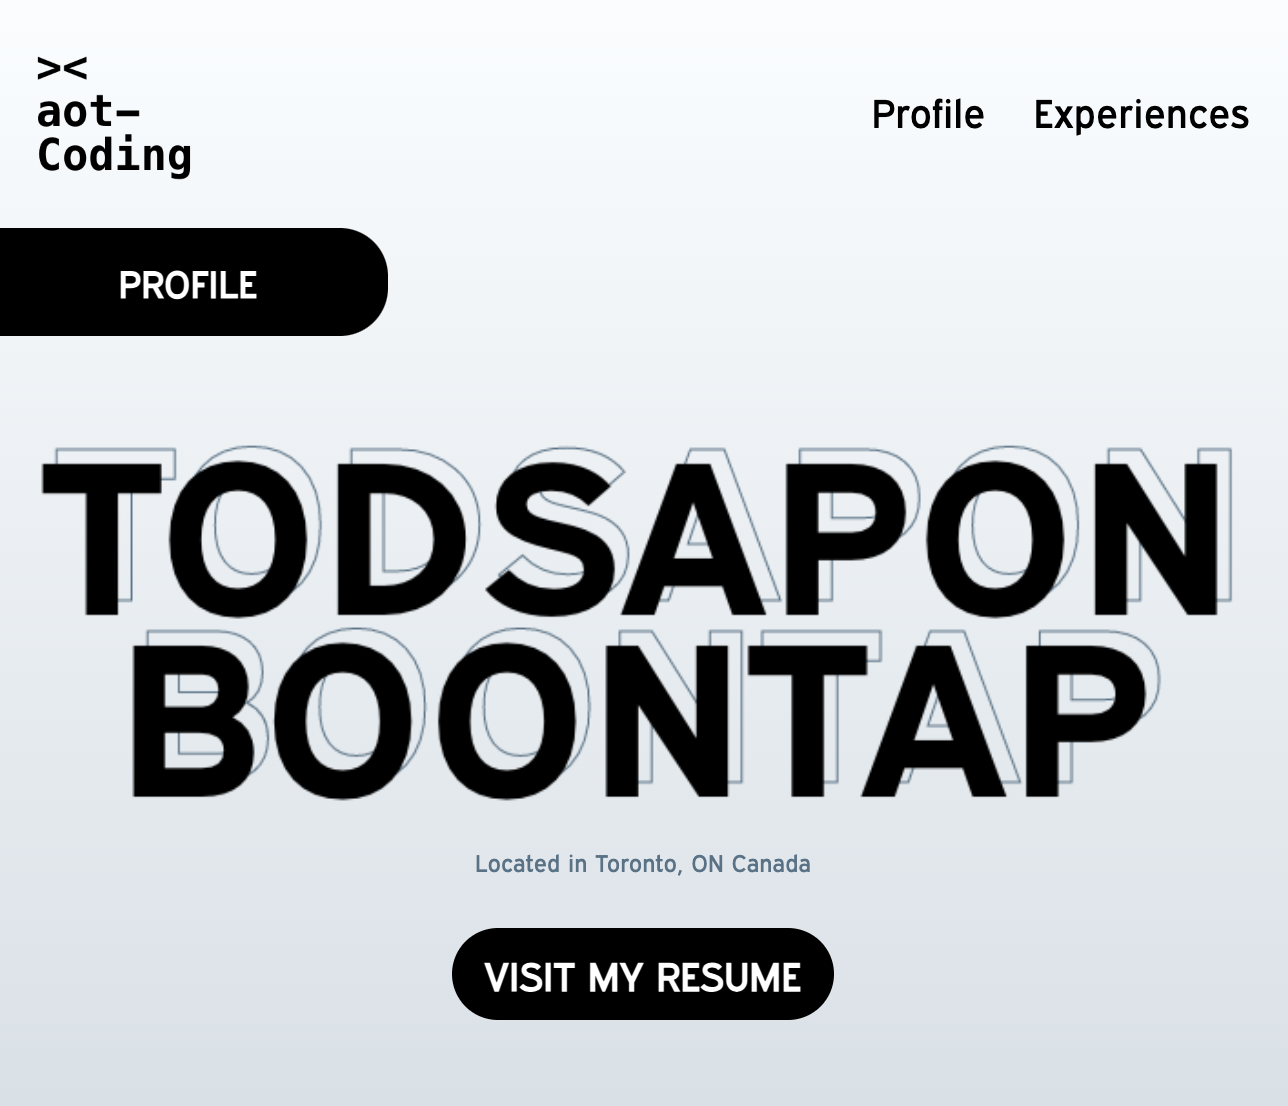 ><
aot-
Coding
Profile Experiences
PROFILE
TODSAPON
BOONTAP
Located in Toronto, ON Canada
VISIT MY RESUME